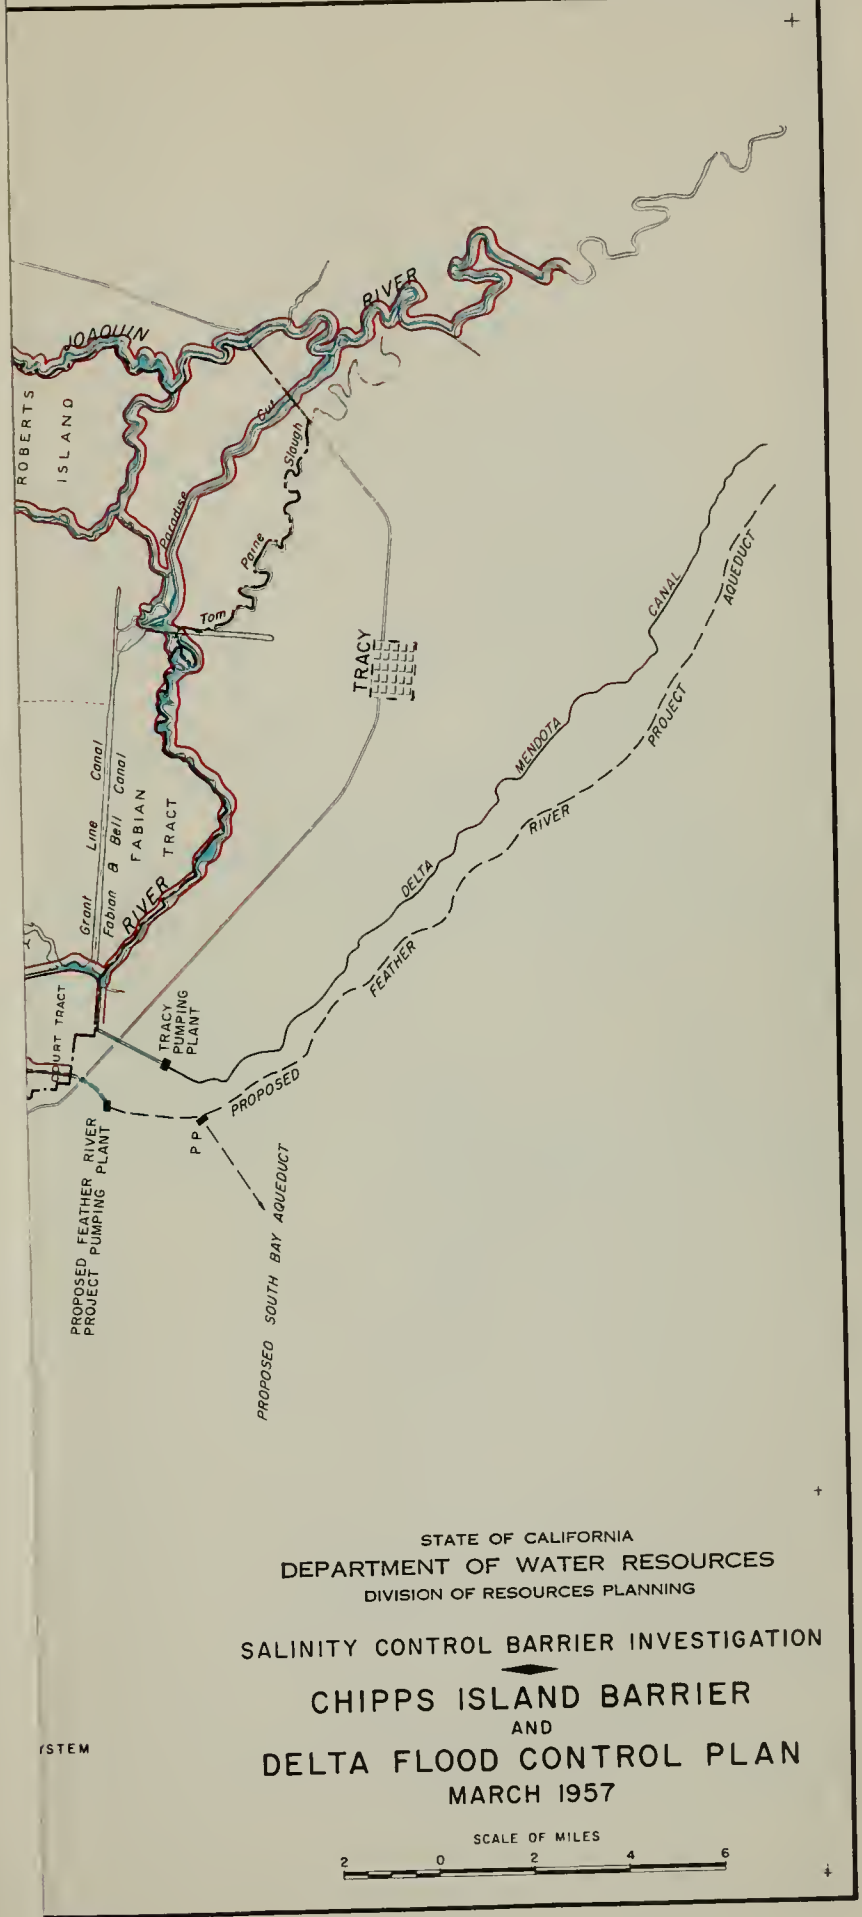 JOAQUIN
RIVER
ROBERTS
ISLAND
Paradise
Cut
Tom
Paine
Slough
TRACY
Grant Line Canal
Fabian & Bell Canal
FABIAN
TRACT
RIVER
COURT TRACT
TRACY
PUMPING
PLANT
DELTA MENDOTA CANAL
PROPOSED FEATHER RIVER PROJECT AQUEDUCT
P P
PROPOSED FEATHER RIVER
PROJECT PUMPING PLANT
PROPOSED SOUTH BAY AQUEDUCT
STATE OF CALIFORNIA
DEPARTMENT OF WATER RESOURCES
DIVISION OF RESOURCES PLANNING
SALINITY CONTROL BARRIER INVESTIGATION
CHIPPS ISLAND BARRIER
AND
DELTA FLOOD CONTROL PLAN
MARCH 1957
YSTEM
SCALE OF MILES
2 0 2 4 6